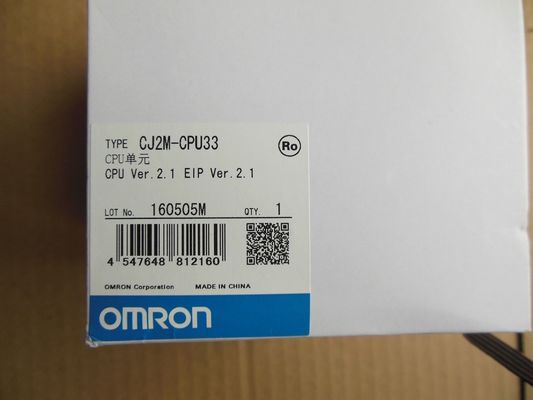 TYPE CJ2M-CPU33 Ro
CPU单元
CPU Ver.2.1 EIP Ver.2.1
LOT No. 160505M QTY. 1
4 547648 812160
OMRON Corporation MADE IN CHINA
OMRON